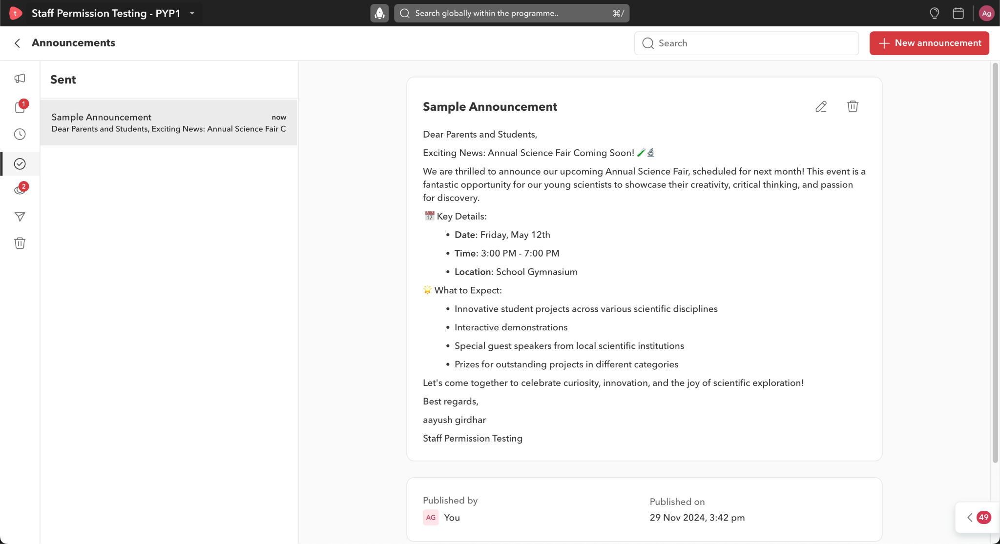 t Staff Permission Testing - PYP1
Search globally within the programme.. ⌘/
Ag
Announcements
Search
New announcement
1
2
Sent
Sample Announcement now
Dear Parents and Students, Exciting News: Annual Science Fair C
Sample Announcement
Dear Parents and Students,
Exciting News: Annual Science Fair Coming Soon! 🧪🔬
We are thrilled to announce our upcoming Annual Science Fair, scheduled for next month! This event is a
fantastic opportunity for our young scientists to showcase their creativity, critical thinking, and passion
for discovery.
📅 Key Details:
• Date: Friday, May 12th
• Time: 3:00 PM - 7:00 PM
• Location: School Gymnasium
🌟 What to Expect:
• Innovative student projects across various scientific disciplines
• Interactive demonstrations
• Special guest speakers from local scientific institutions
• Prizes for outstanding projects in different categories
Let's come together to celebrate curiosity, innovation, and the joy of scientific exploration!
Best regards,
aayush girdhar
Staff Permission Testing
Published by
AG You
Published on
29 Nov 2024, 3:42 pm
49